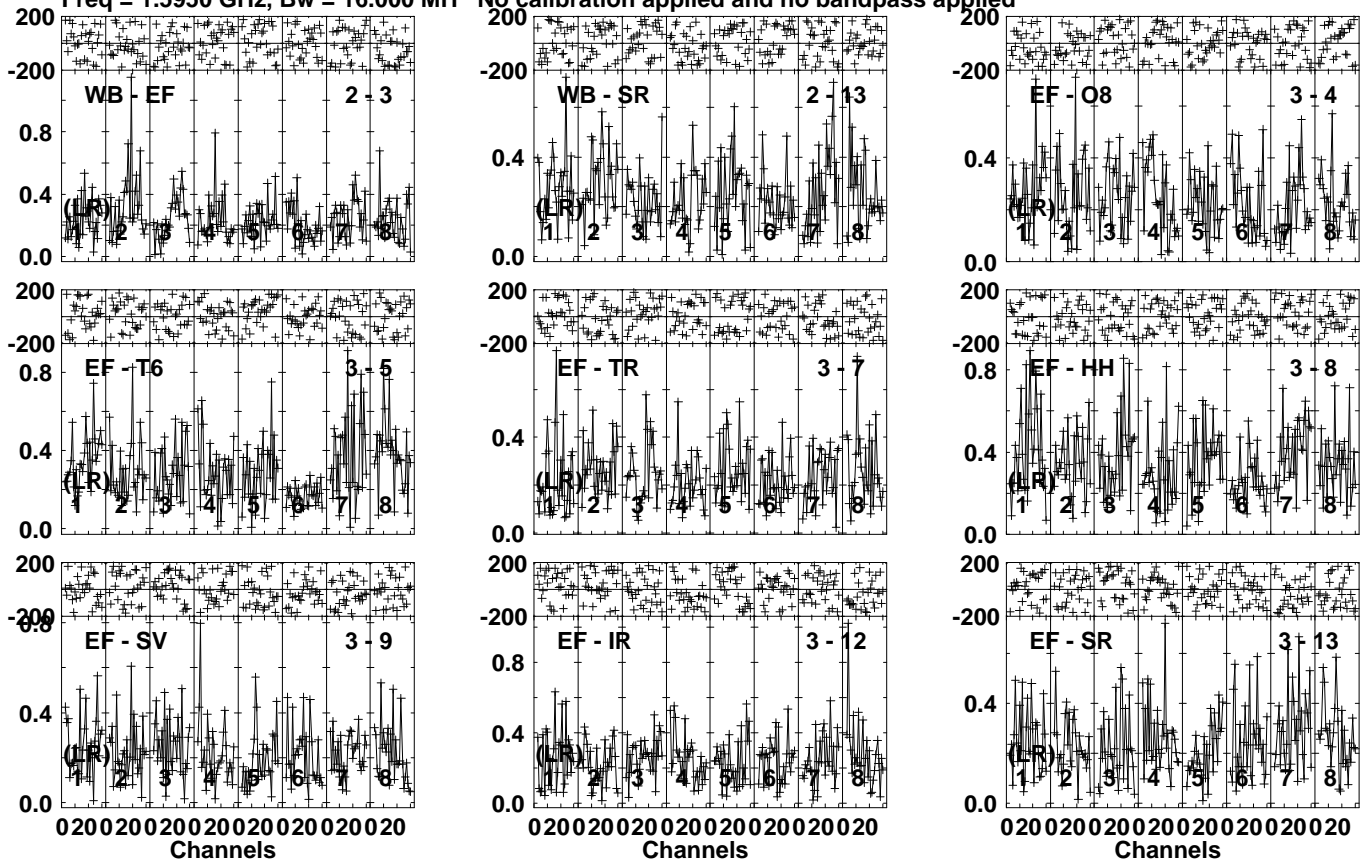 Freq = 1.5950 GHz, Bw = 16.000 MH No calibration applied and no bandpass applied
200 200 200
-200 -200 -200
WB - EF 2 - 3 WB - SR 2 - 13 EF - O8 3 - 4
0.8 0.4 0.4
0.4
(LR) (LR) (LR)
1 2 3 4 5 6 7 8 1 2 3 4 5 6 7 8 1 2 3 4 5 6 7 8
0.0 0.0 0.0
200 200 200
-200 -200 -200
EF - T6 3 - 5 EF - TR 3 - 7 EF - HH 3 - 8
0.8 0.8
0.4 0.4 0.4
(LR) (LR) (LR)
1 2 3 4 5 6 7 8 1 2 3 4 5 6 7 8 1 2 3 4 5 6 7 8
0.0 0.0 0.0
200 200 200
-200 -200 -200
0.8
EF - SV 3 - 9 EF - IR 3 - 12 EF - SR 3 - 13
0.8
0.4 0.4 0.4
(LR) (LR) (LR)
1 2 3 4 5 6 7 8 1 2 3 4 5 6 7 8 1 2 3 4 5 6 7 8
0.0 0.0 0.0
0 20 0 20 0 20 0 20 0 20 0 20 0 20 0 20 0 20 0 20 0 20 0 20 0 20 0 20 0 20 0 20 0 20 0 20 0 20 0 20 0 20 0 20 0 20 0 20
Channels Channels Channels